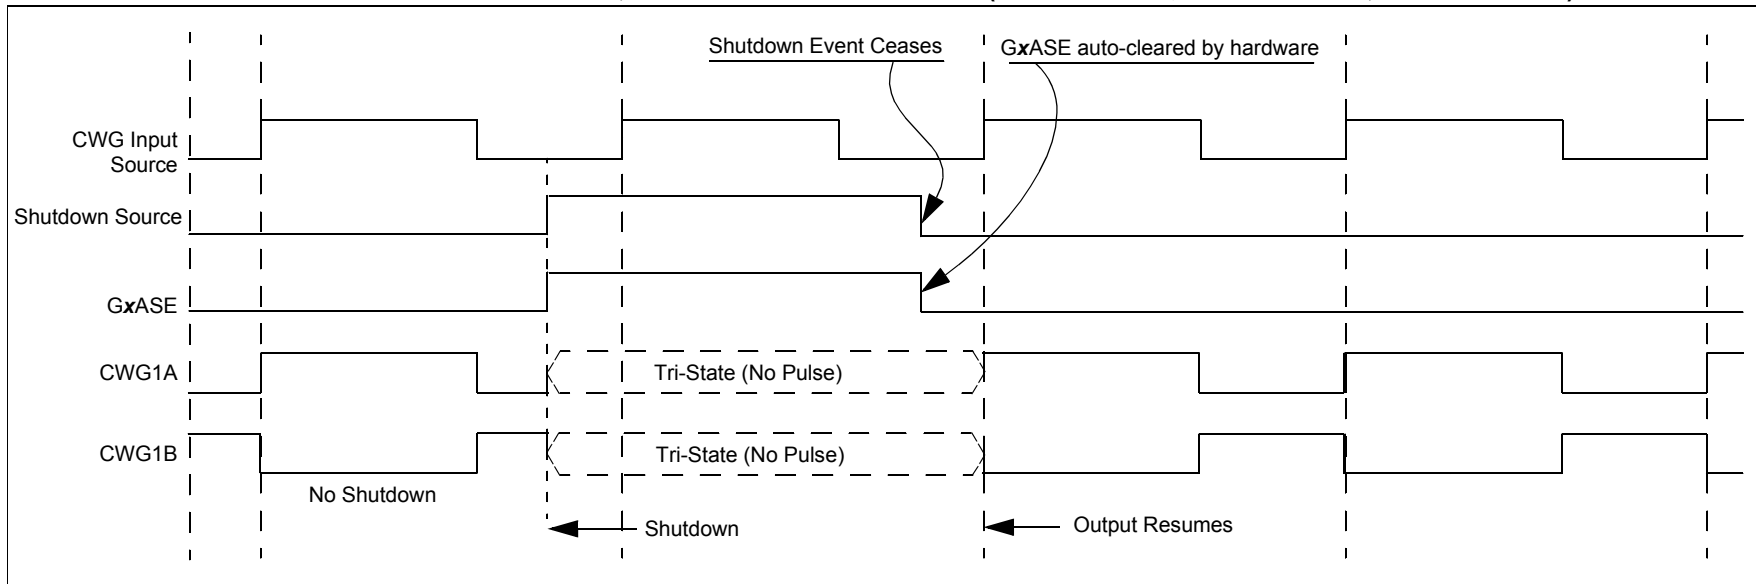 Shutdown Event Ceases
GxASE auto-cleared by hardware
CWG Input
Source
Shutdown Source
GxASE
CWG1A
Tri-State (No Pulse)
CWG1B
Tri-State (No Pulse)
No Shutdown
Shutdown
Output Resumes